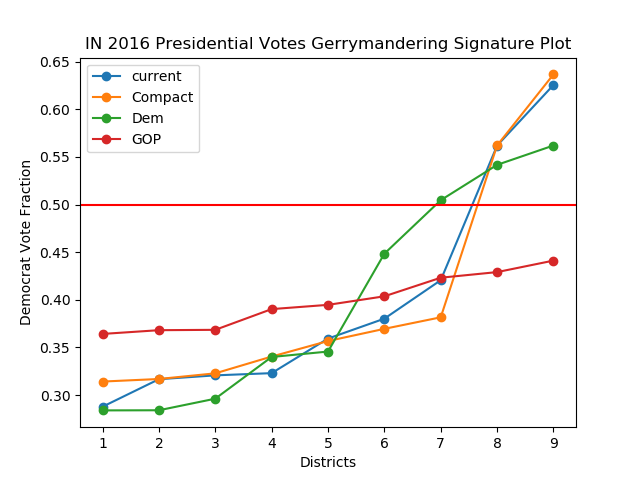 IN 2016 Presidential Votes Gerrymandering Signature Plot
current
Compact
Dem
GOP
Democrat Vote Fraction
0.65
0.60
0.55
0.50
0.45
0.40
0.35
0.30
1 2 3 4 5 6 7 8 9
Districts